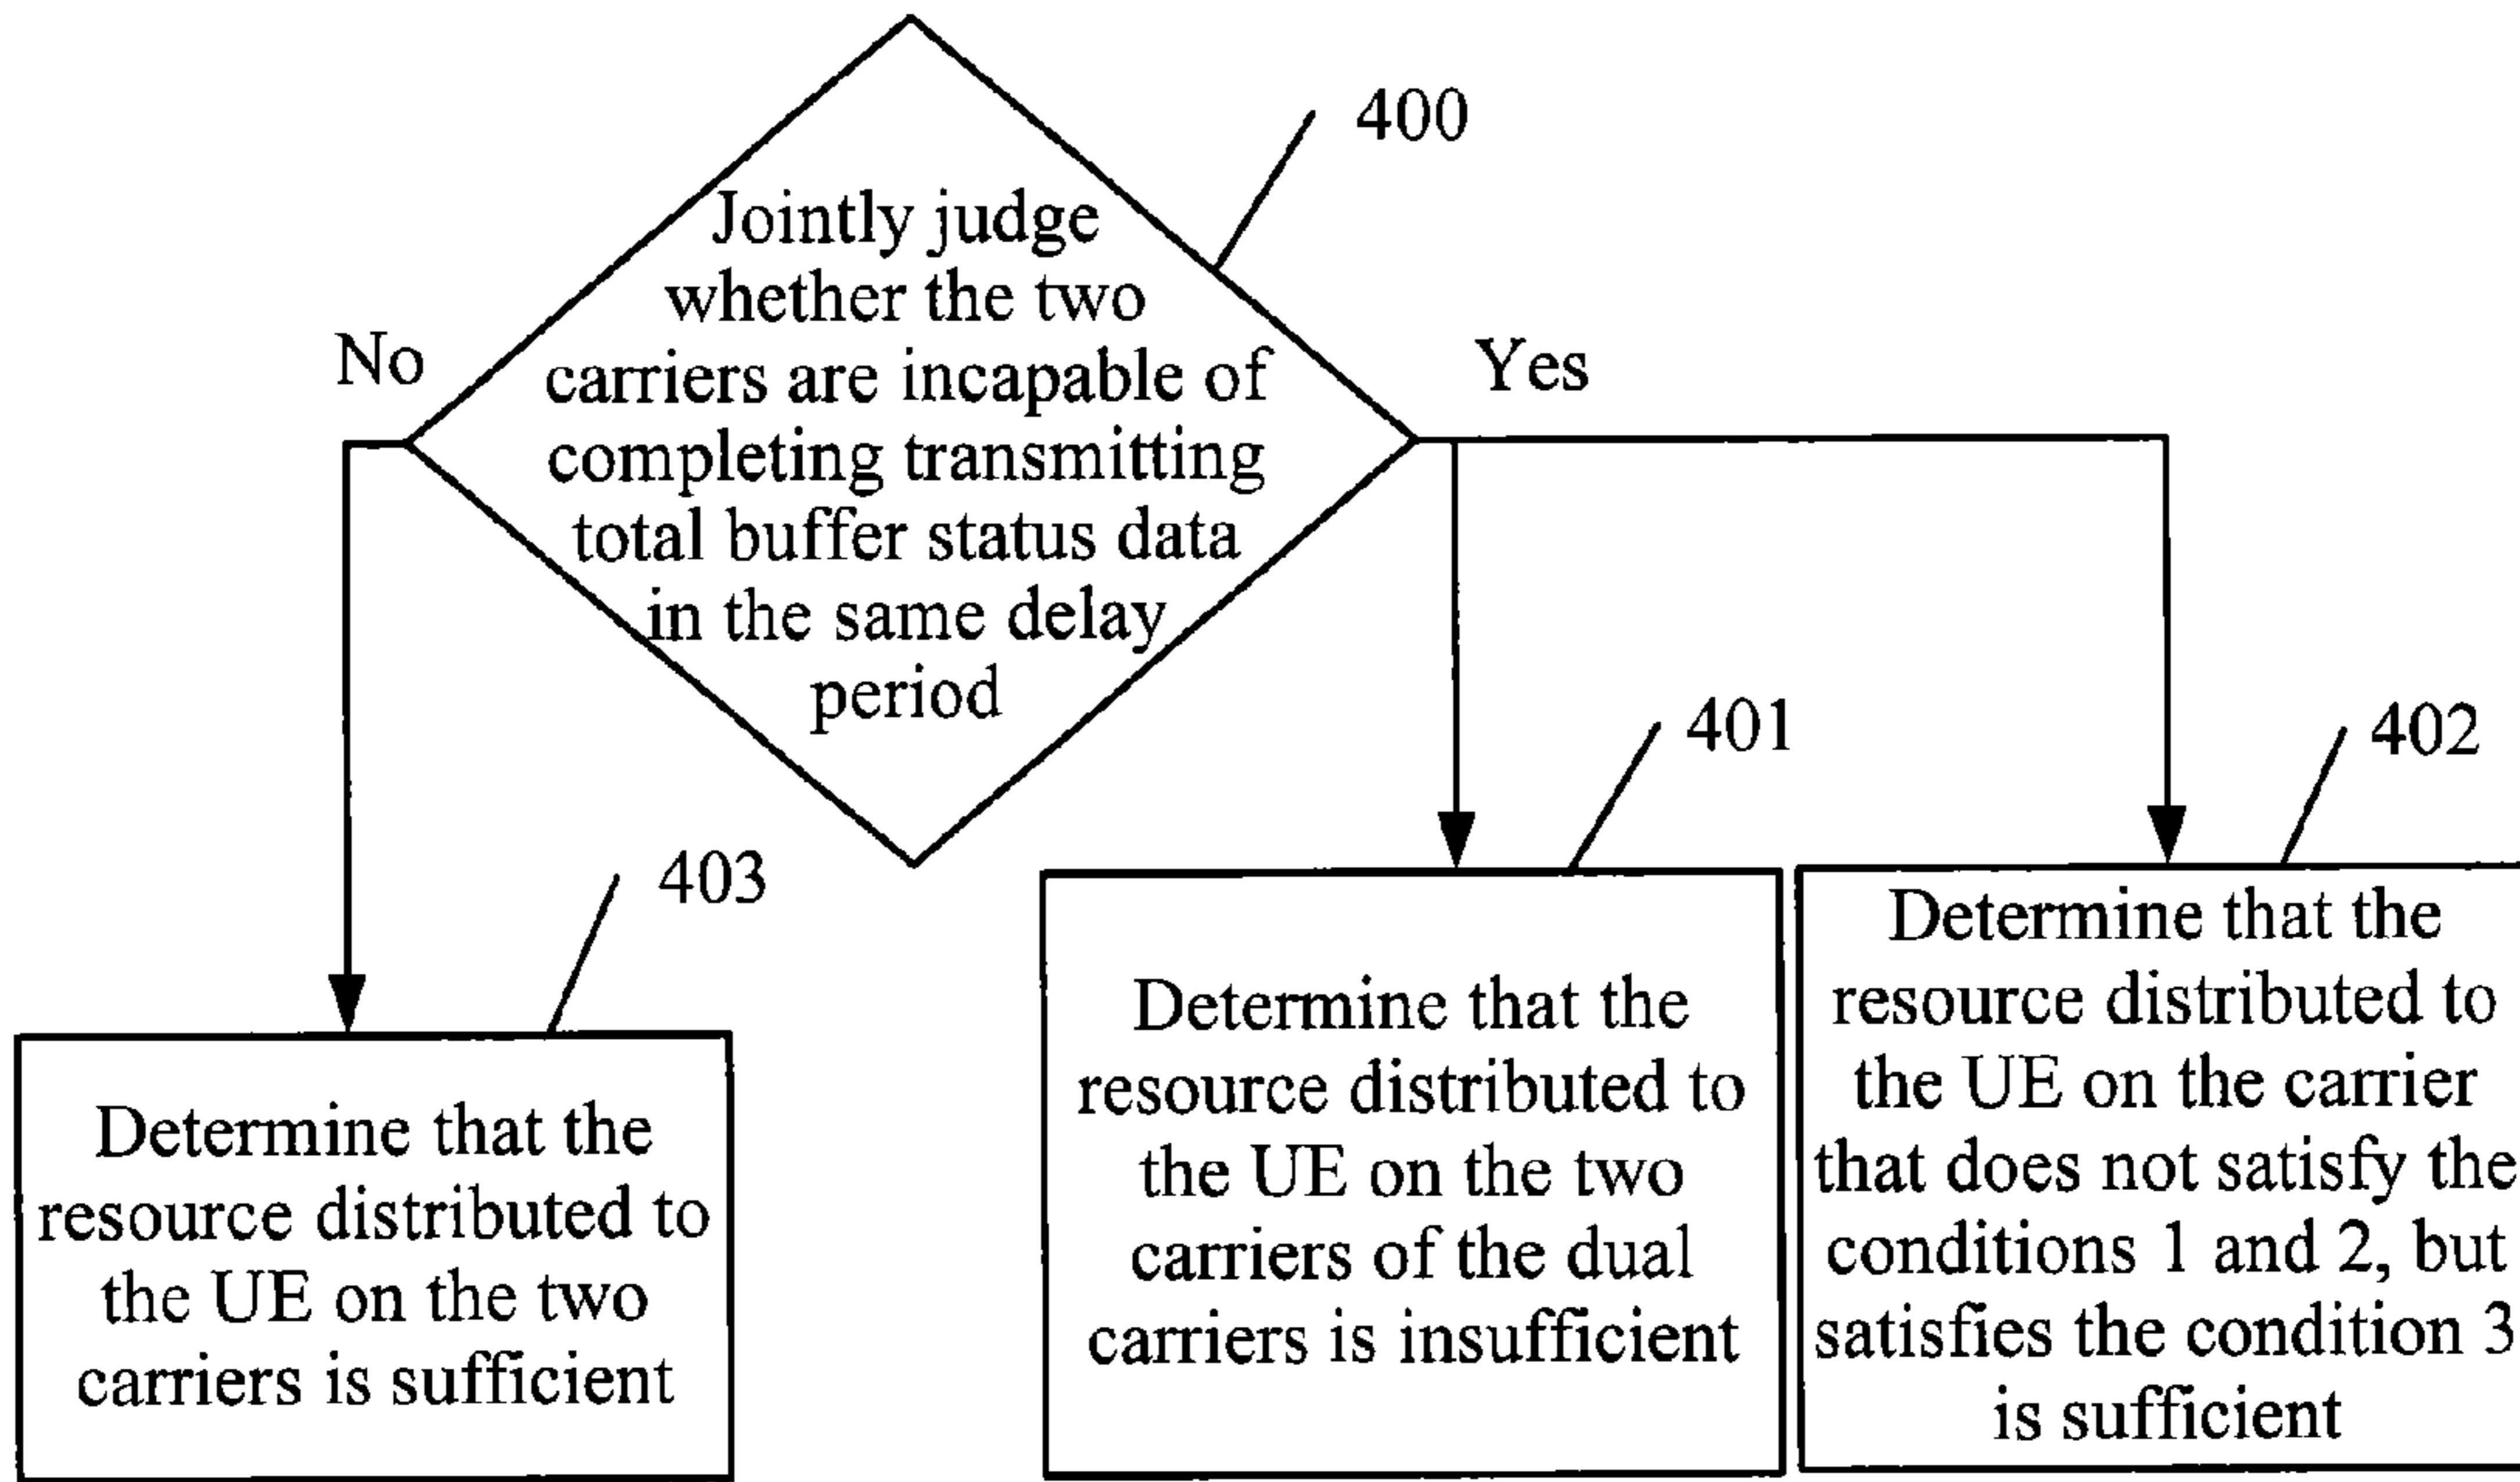 400
Jointly judge
whether the two
carriers are incapable of
completing transmitting
total buffer status data
in the same delay
period
No
Yes
403
Determine that the
resource distributed to
the UE on the two
carriers is sufficient
401
Determine that the
resource distributed to
the UE on the two
carriers of the dual
carriers is insufficient
402
Determine that the
resource distributed to
the UE on the carrier
that does not satisfy the
conditions 1 and 2, but
satisfies the condition 3
is sufficient